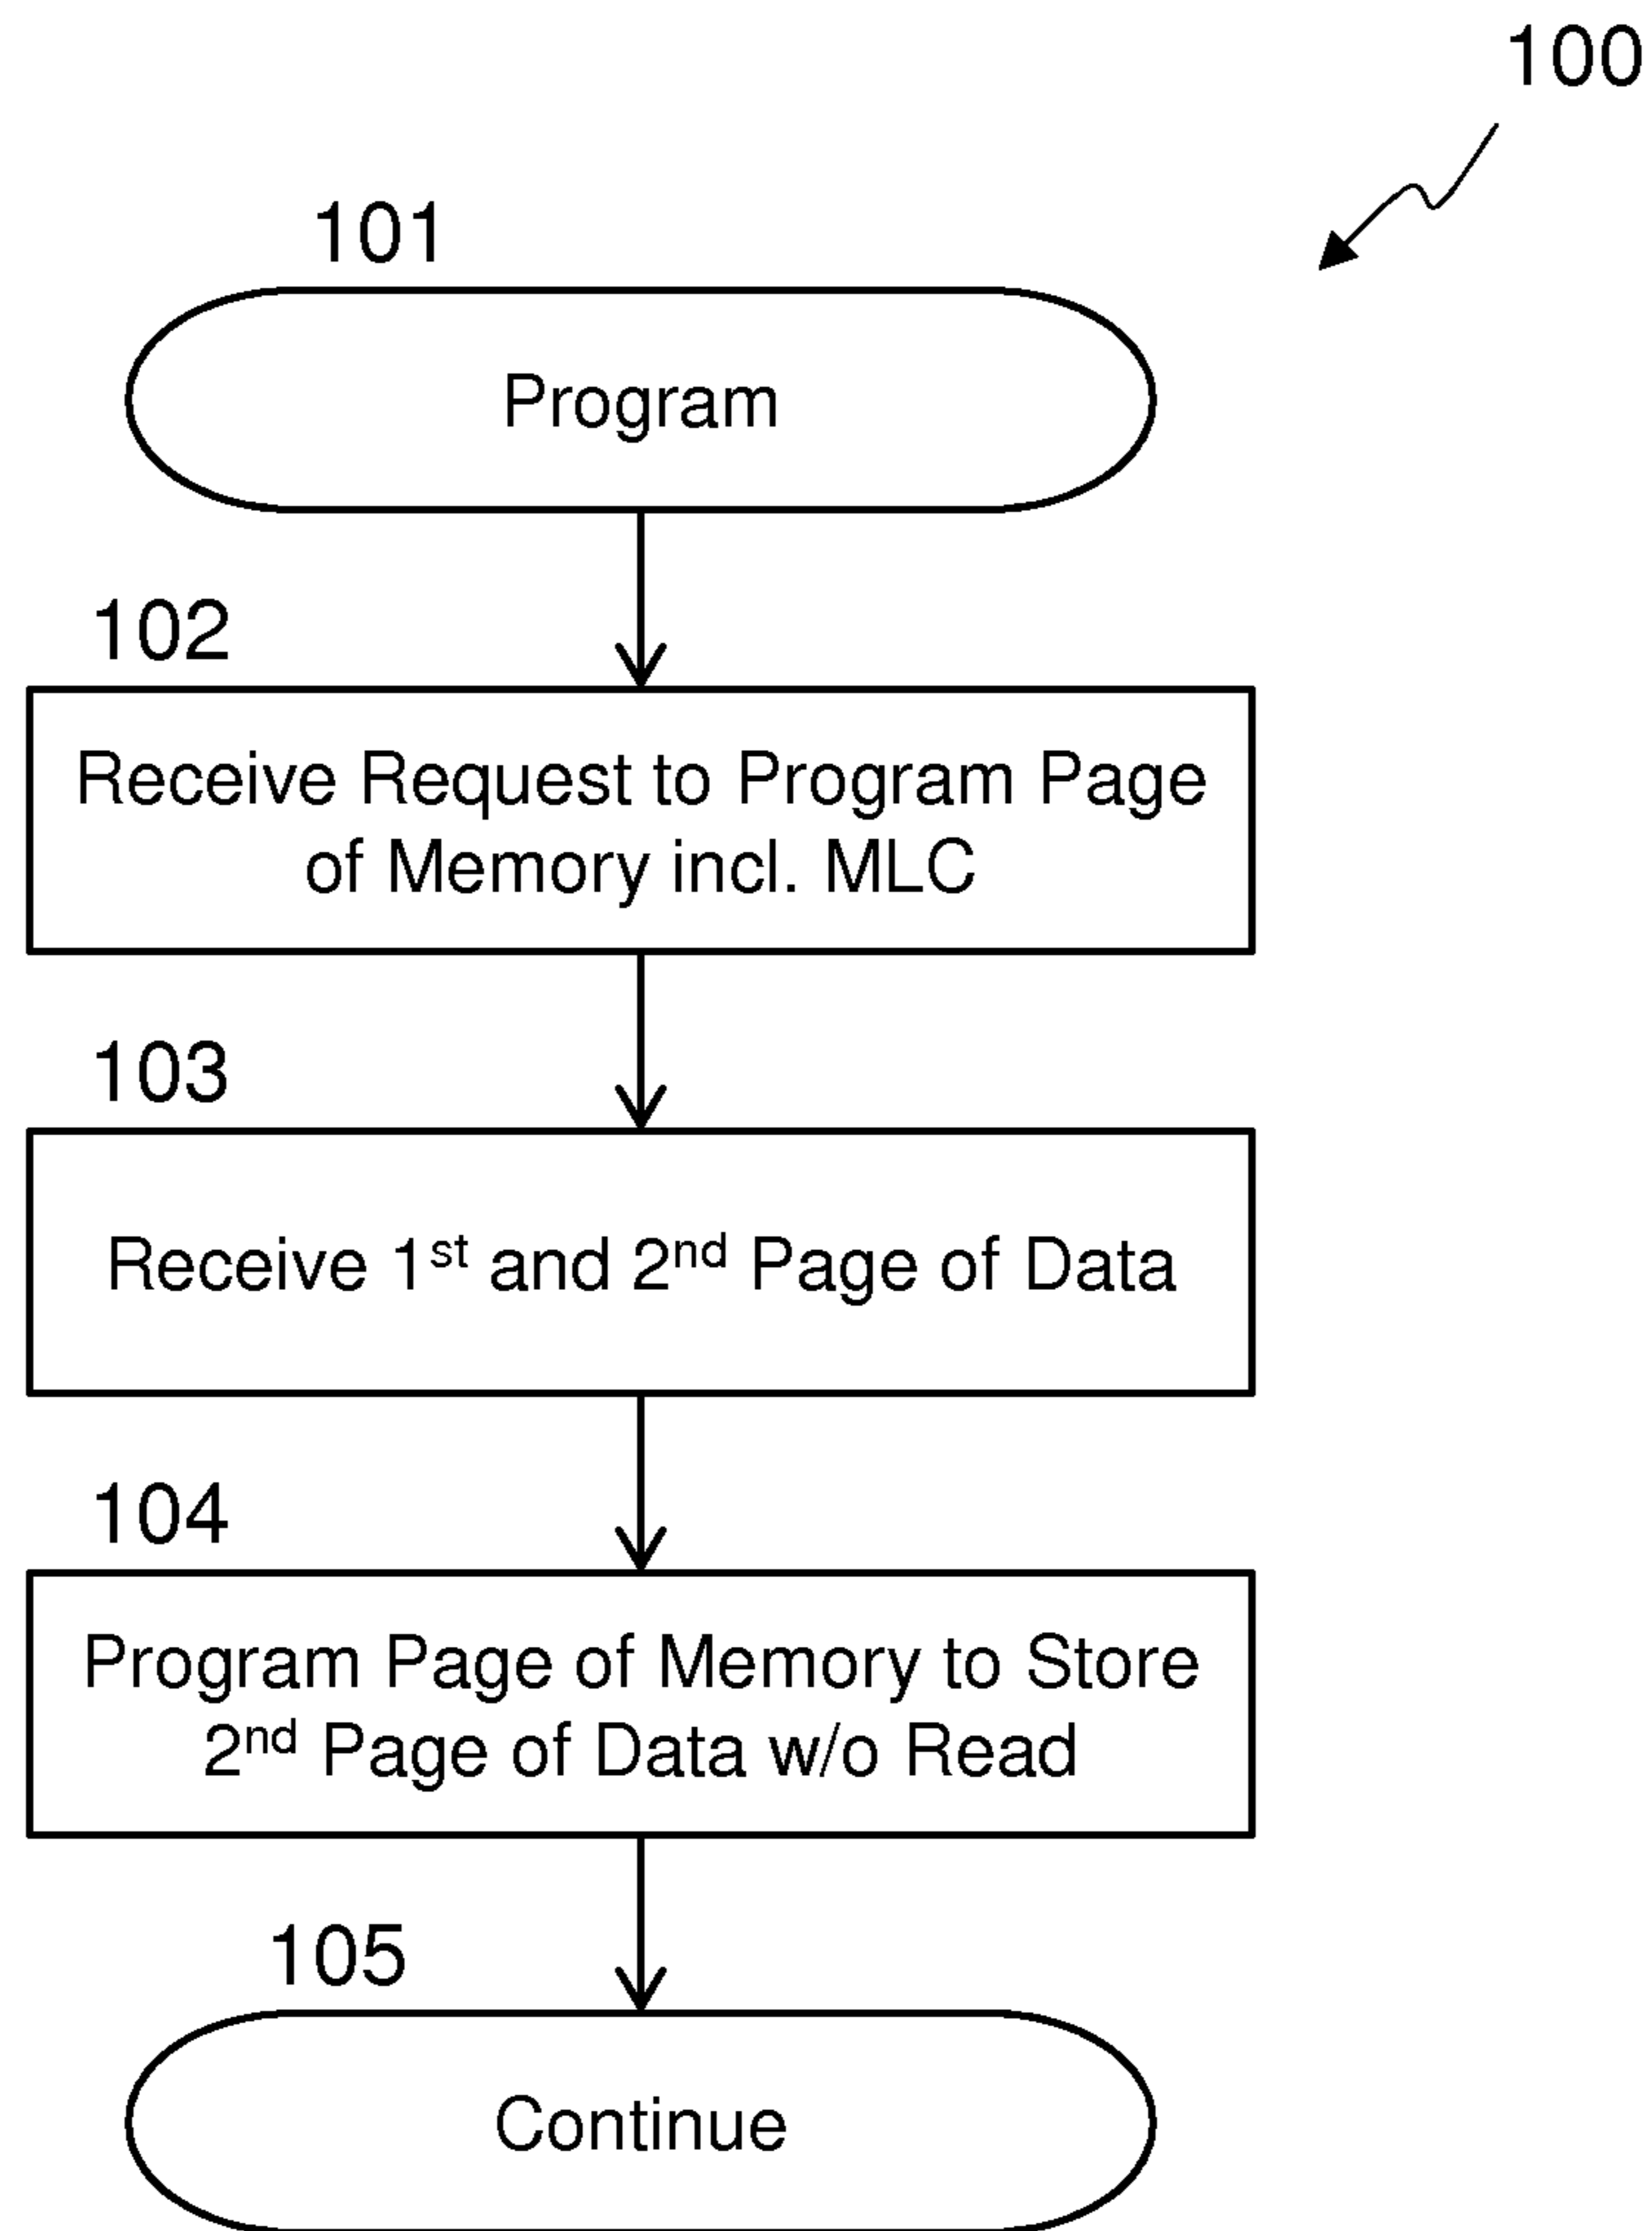 100
101
Program
102
Receive Request to Program Page
of Memory incl. MLC
103
Receive 1st and 2nd Page of Data
104
Program Page of Memory to Store
2nd Page of Data w/o Read
105
Continue